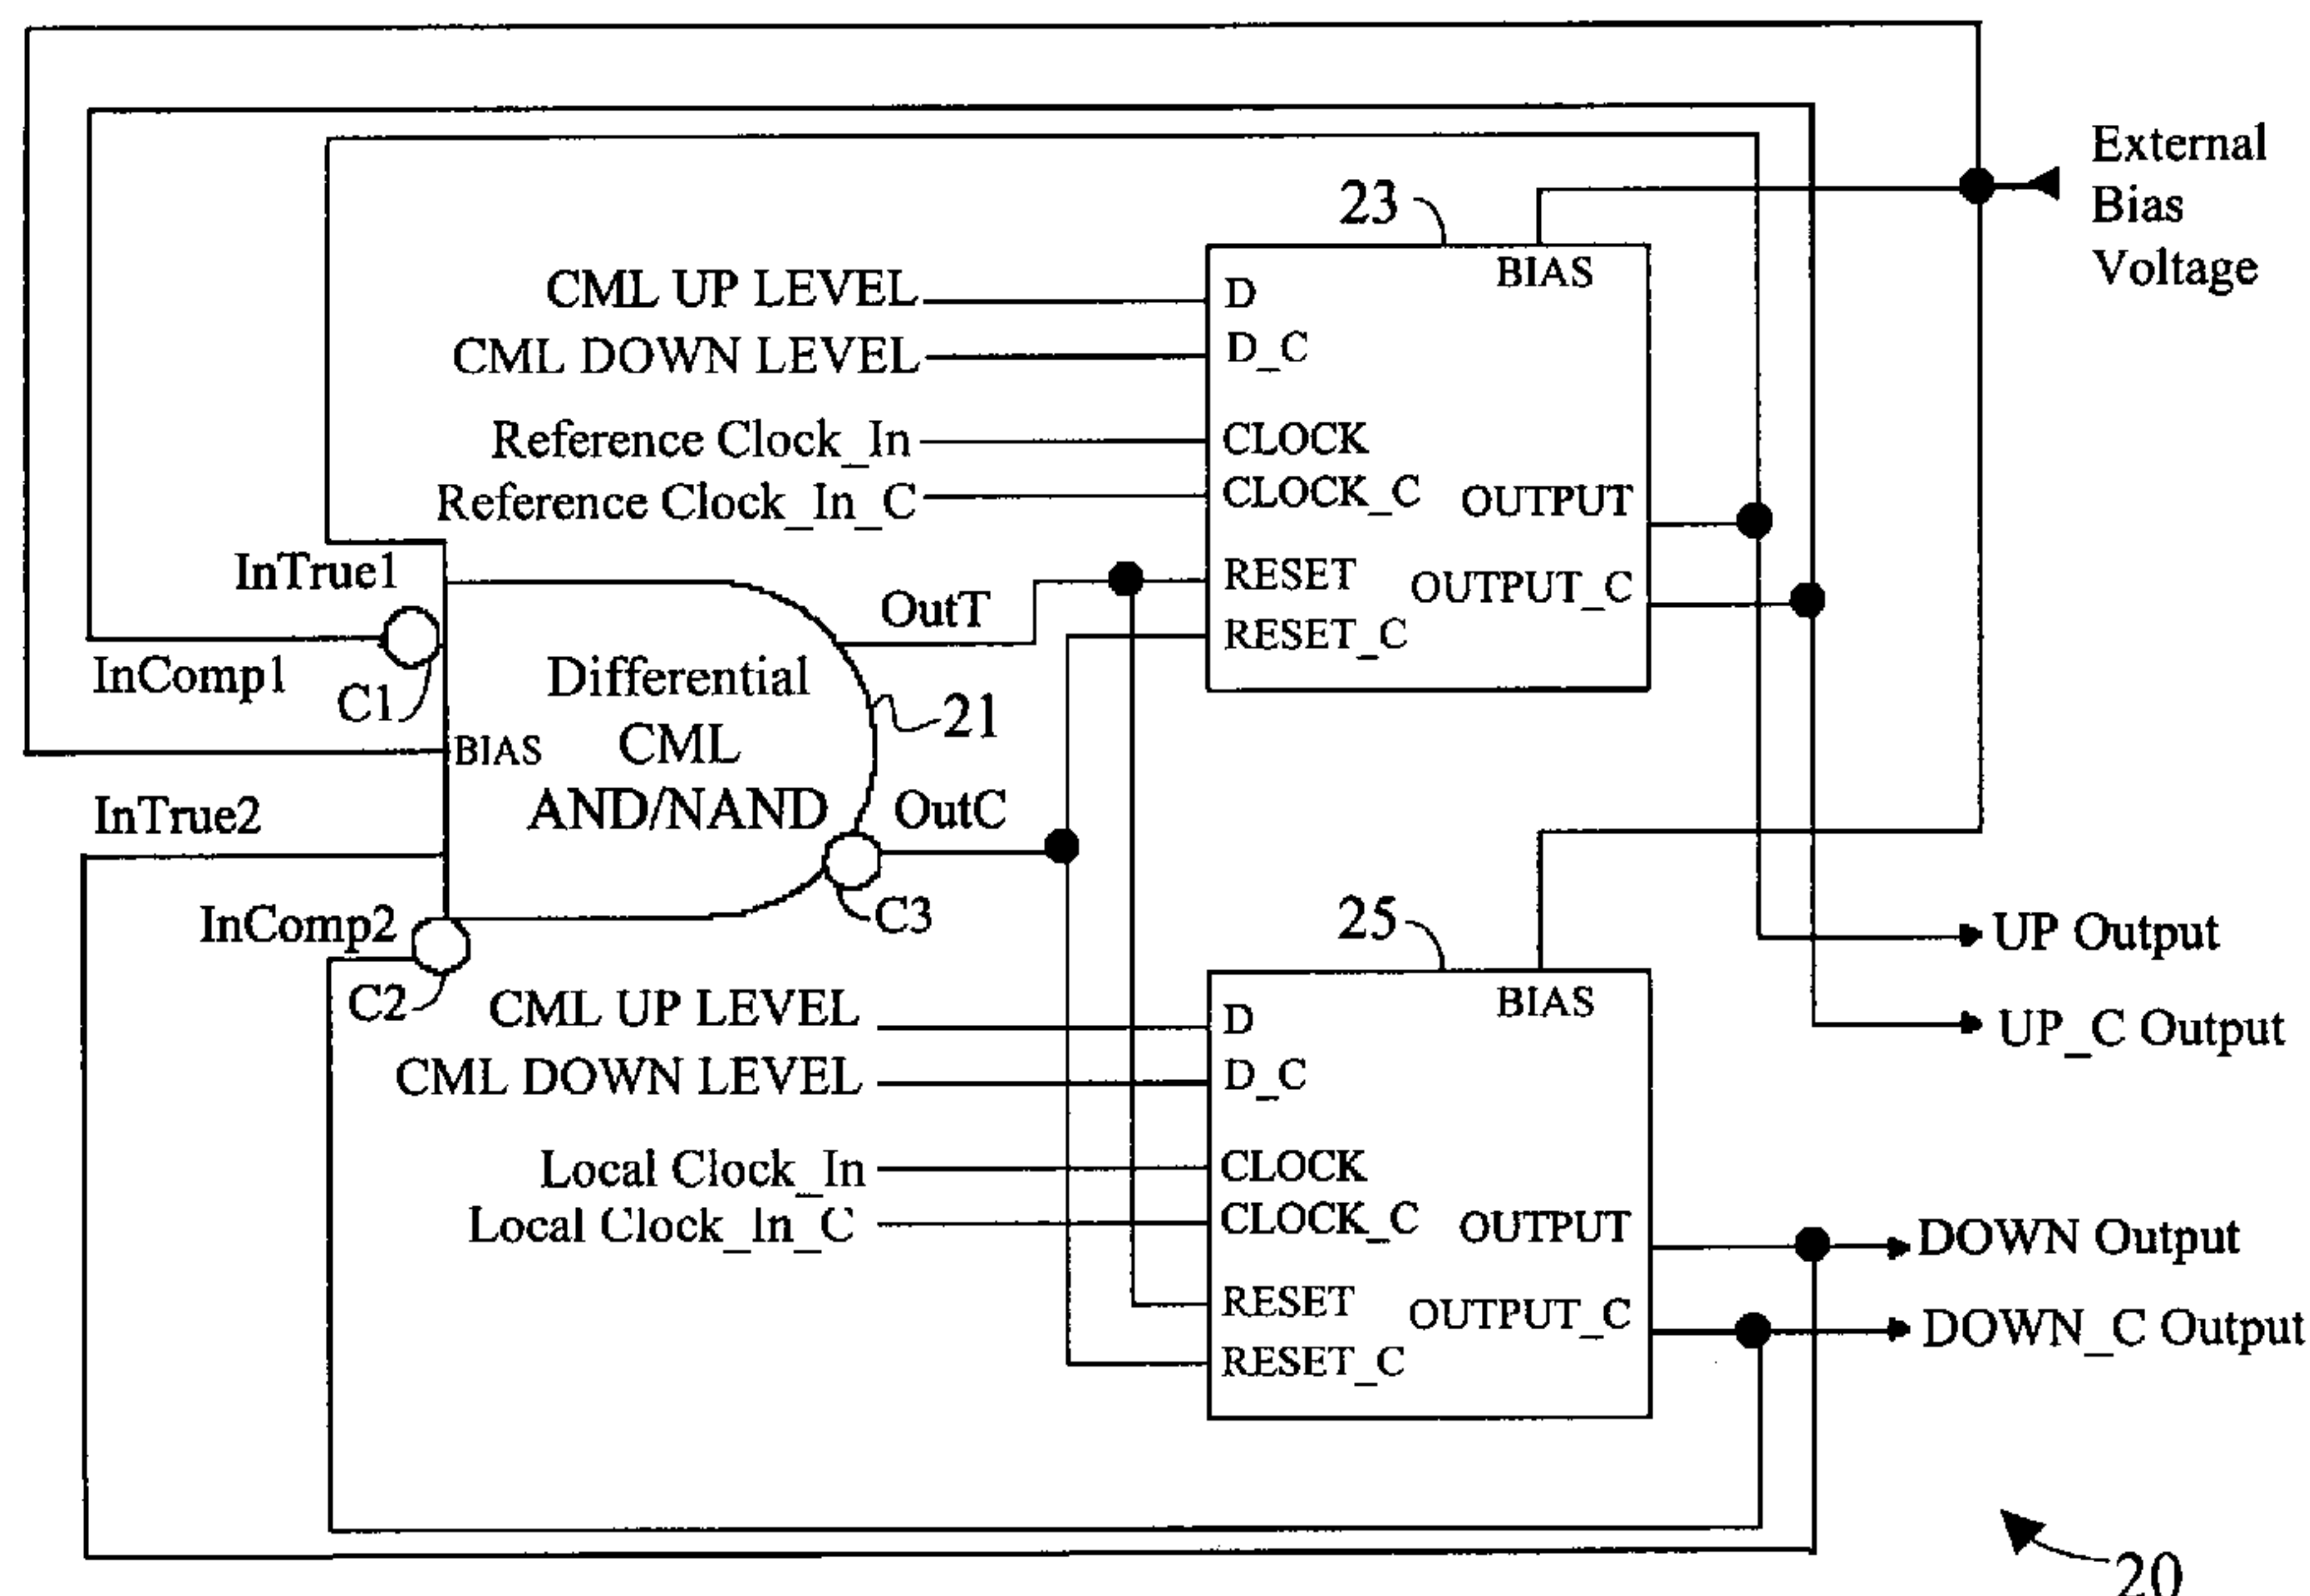 External
Bias
Voltage
23
BIAS
CML UP LEVEL
D
CML DOWN LEVEL
D_C
Reference Clock_In
CLOCK
Reference Clock_In_C
CLOCK_C
OUTPUT
InTrue1
RESET
OUTPUT_C
OutT
RESET_C
InComp1
C1
Differential
CML
AND/NAND
21
BIAS
InTrue2
OutC
InComp2
C3
C2
25
UP Output
BIAS
CML UP LEVEL
D
UP_C Output
CML DOWN LEVEL
D_C
Local Clock_In
CLOCK
Local Clock_In_C
CLOCK_C
OUTPUT
DOWN Output
RESET
OUTPUT_C
DOWN_C Output
RESET_C
20